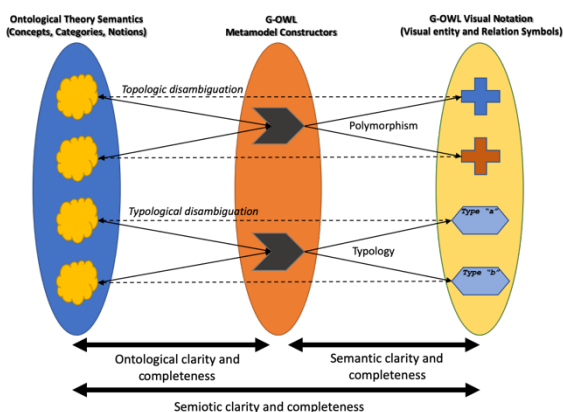 Ontological Theory Semantics
(Concepts, Categories, Notions)
G-OWL
Metamodel Constructors
G-OWL Visual Notation
(Visual entity and Relation Symbols)
Topologic disambiguation
Polymorphism
Typological disambiguation
Type "a"
Typology
Type "b"
Ontological clarity and
completeness
Semantic clarity and
completeness
Semiotic clarity and completeness